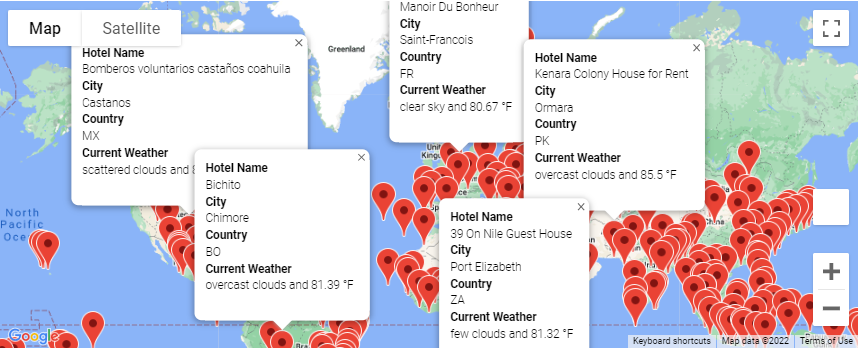 Map Satellite
Greenland
Hotel Name
Bomberos voluntarios castaños coahuila
City
Castanos
Country
MX
Current Weather
scattered clouds and
Manoir Du Bonheur
City
Saint-Francois
Country
FR
Current Weather
clear sky and 80.67 °F
Hotel Name
Kenara Colony House for Rent
City
Ormara
Country
PK
Current Weather
overcast clouds and 85.5 °F
Hotel Name
Bichito
City
Chimore
Country
BO
Current Weather
overcast clouds and 81.39 °F
Hotel Name
39 On Nile Guest House
City
Port Elizabeth
Country
ZA
Current Weather
few clouds and 81.32 °F
North
Pacific
Google
Keyboard shortcuts Map data ©2022 Terms of Use